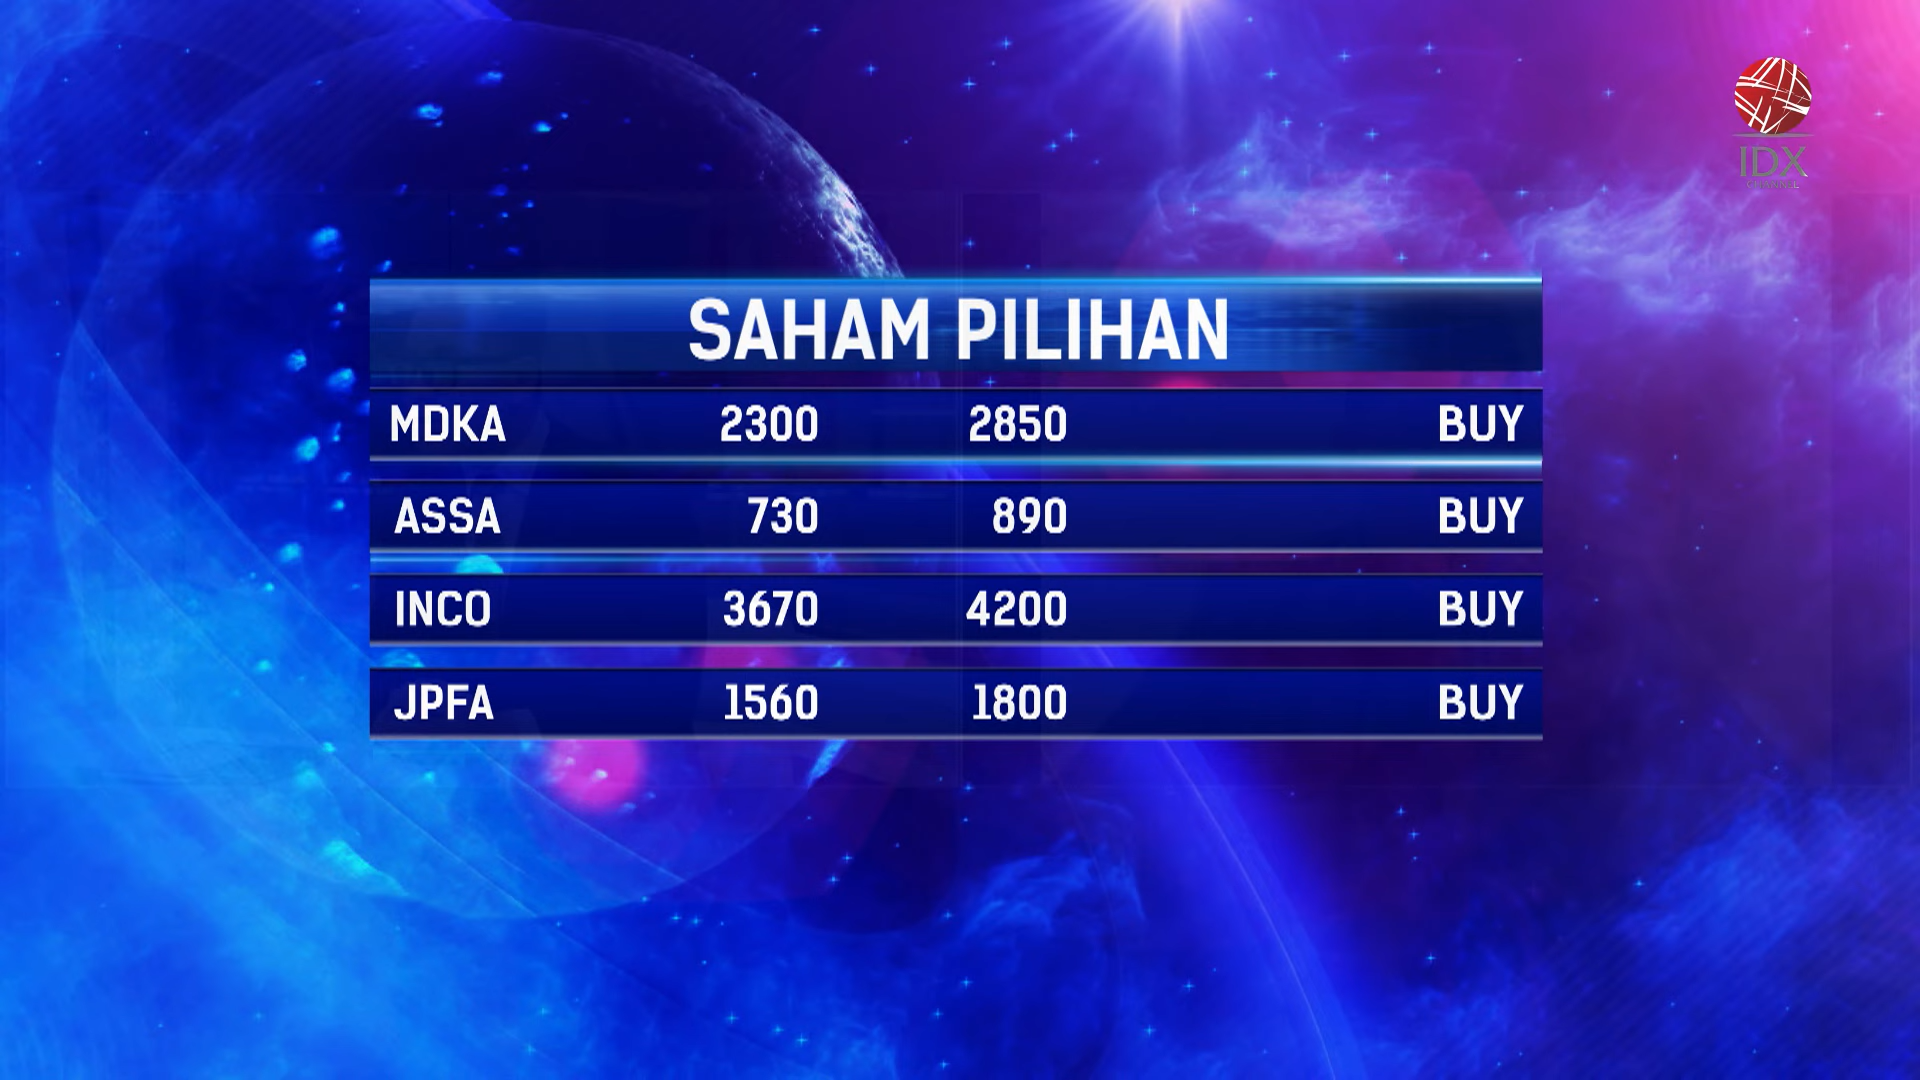 IDX
CHANNEL
SAHAM PILIHAN
MDKA 2300 2850 BUY
ASSA 730 890 BUY
INCO 3670 4200 BUY
JPFA 1560 1800 BUY